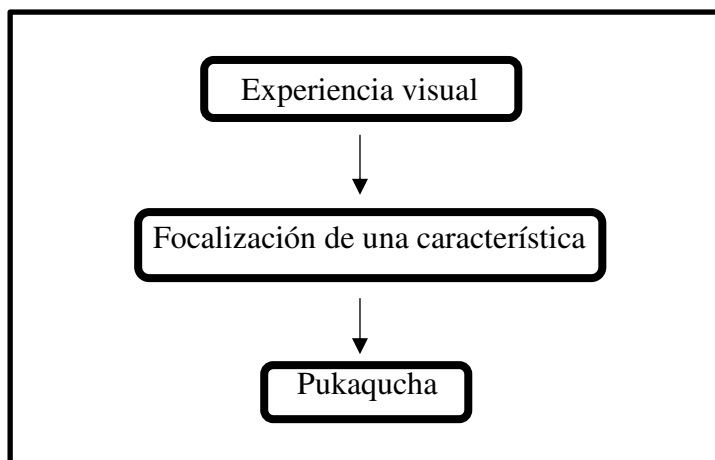 Experiencia visual
Focalización de una característica
Pukaqucha